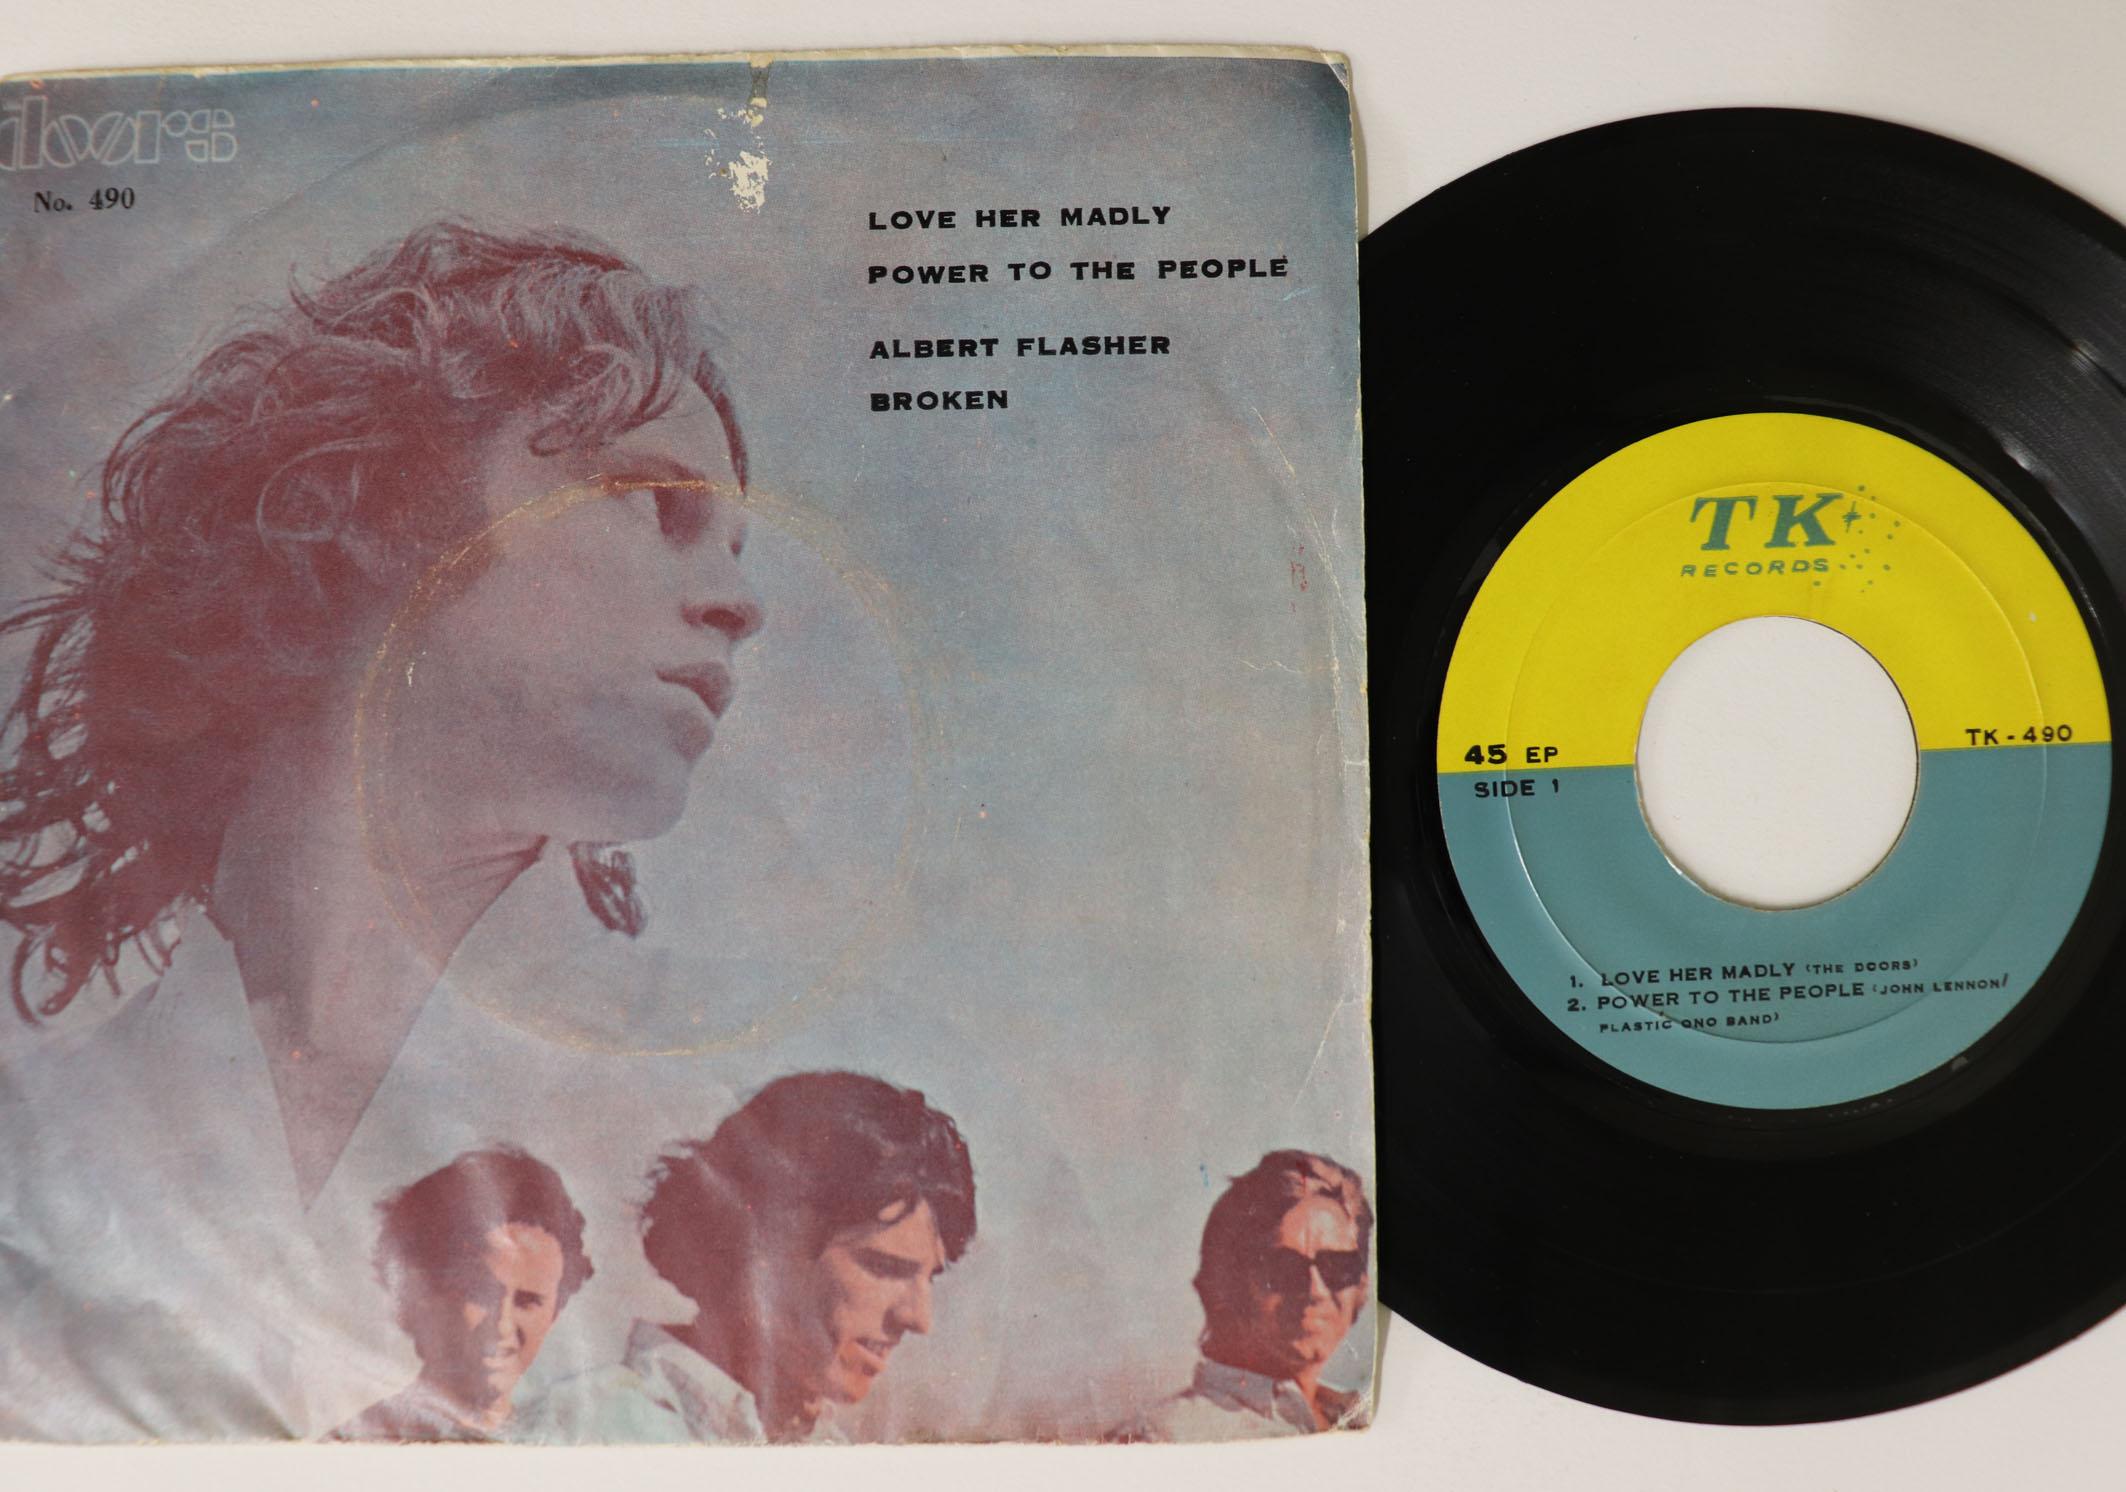 doors
No. 490
LOVE HER MADLY
POWER TO THE PEOPLE
ALBERT FLASHER
BROKEN
TK
RECORDS
45 EP
TK-490
SIDE 1
1. LOVE HER MADLY (THE DOORS)
2. POWER TO THE PEOPLE (JOHN LENNON/
PLASTIC ONO BAND)